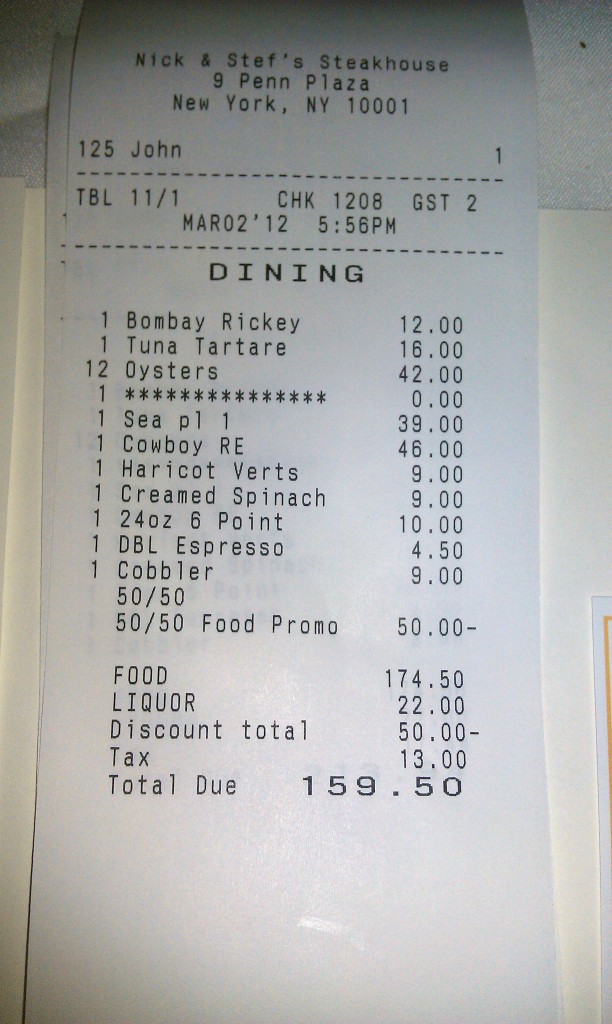 Nick & Stef's Steakhouse
9 Penn Plaza
New York, NY 10001
125 John 1
TBL 11/1 CHK 1208 GST 2
MAR02'12 5:56PM
DINING
1 Bombay Rickey 12.00
1 Tuna Tartare 16.00
12 Oysters 42.00
1 *************** 0.00
1 Sea pl 1 39.00
1 Cowboy RE 46.00
1 Haricot Verts 9.00
1 Creamed Spinach 9.00
1 24oz 6 Point 10.00
1 DBL Espresso 4.50
1 Cobbler 9.00
50/50
50/50 Food Promo 50.00-
FOOD 174.50
LIQUOR 22.00
Discount total 50.00-
Tax 13.00
Total Due 159.50